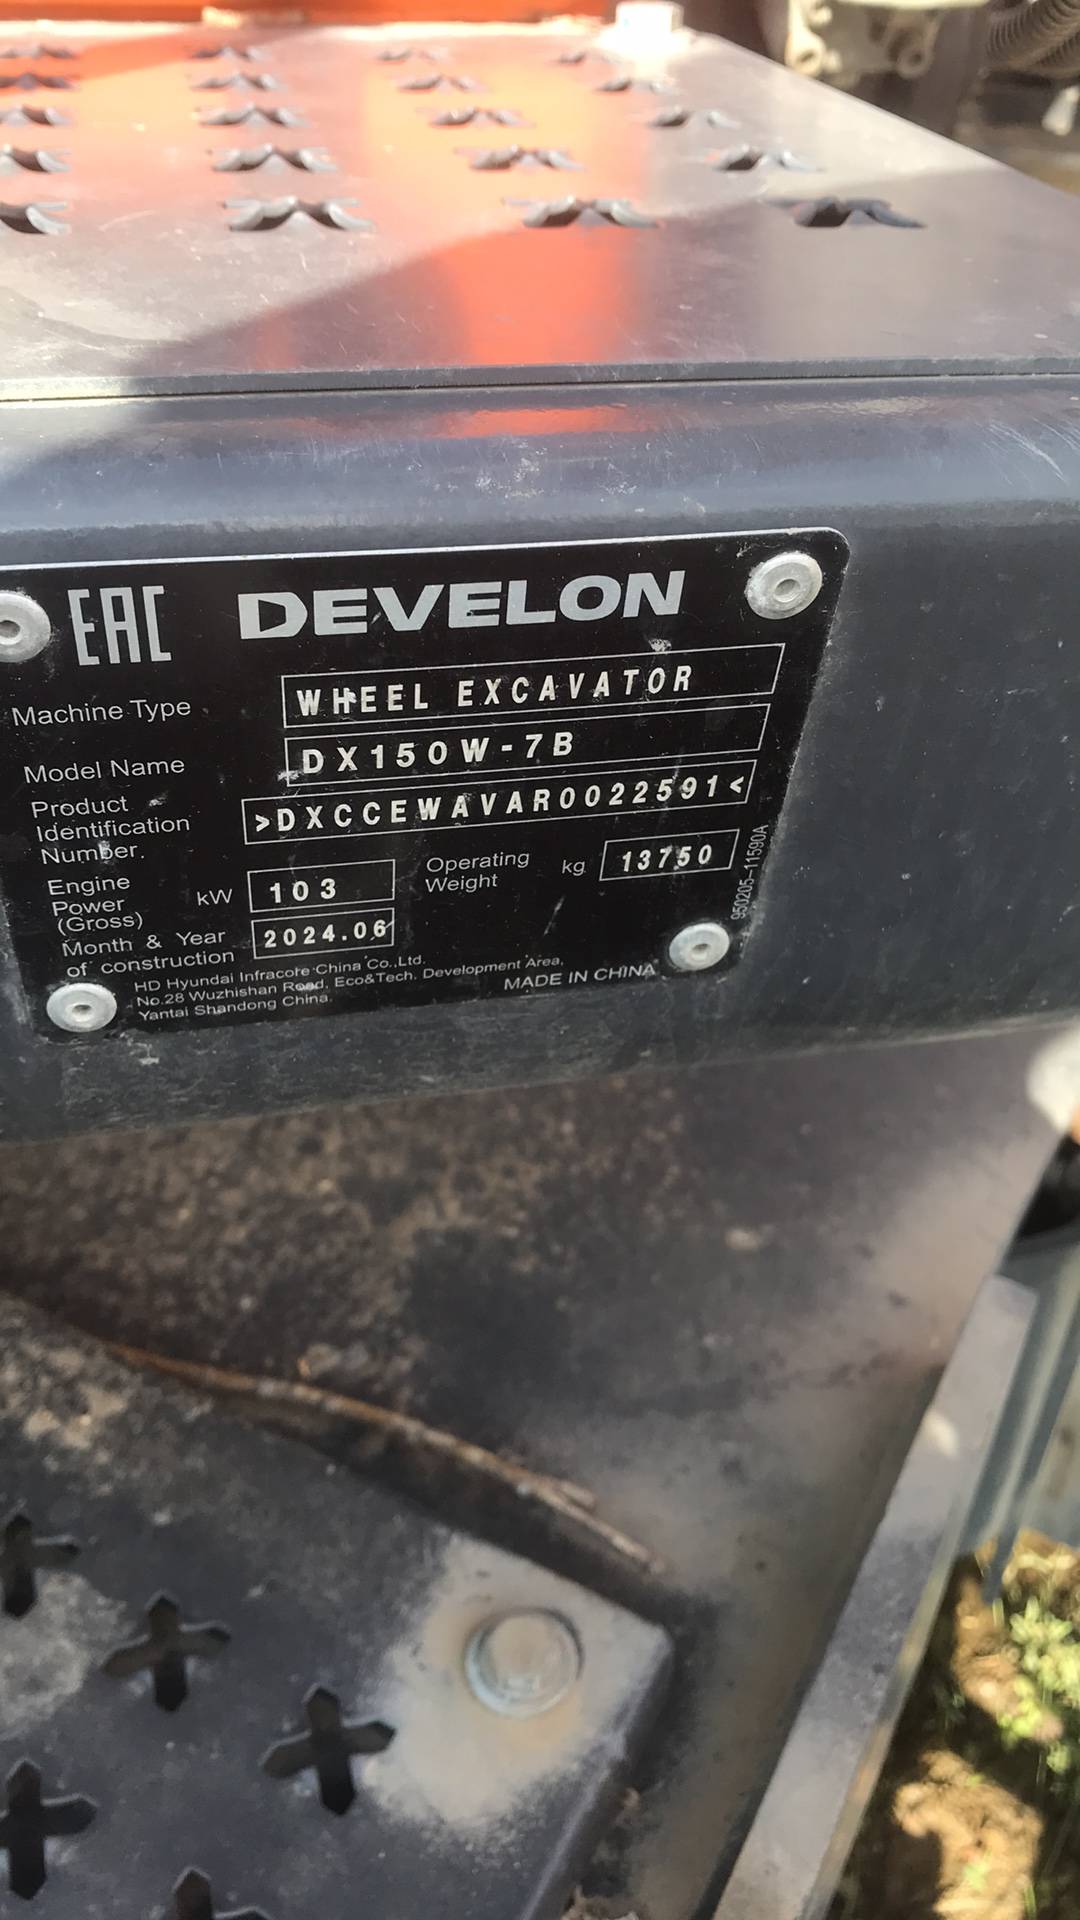 EAC DEVELON
Machine Type WHEEL EXCAVATOR
Model Name DX150W-7B
Product
Identification
Number. >DXCCEWAVAR0022591<
Engine
Power
(Gross) kW 103
Operating
Weight kg 13750
Month & Year
of construction 2024.06
HD Hyundai Infracore China Co.,Ltd.
No.28 Wuzhishan Road, Eco&Tech. Development Area,
Yantai Shandong China.
MADE IN CHINA
950205-11590A